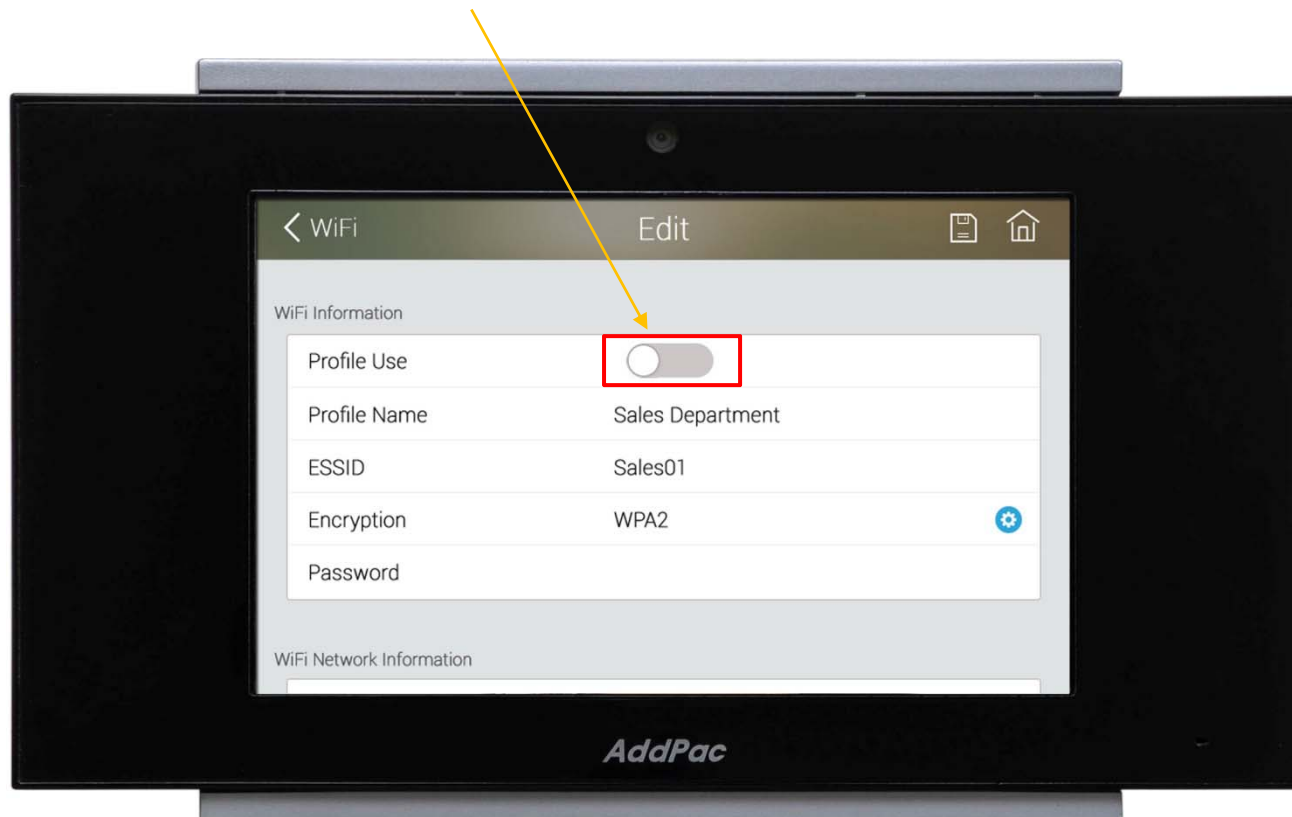 WiFi Edit
WiFi Information
Profile Use
Profile Name Sales Department
ESSID Sales01
Encryption WPA2
Password
WiFi Network Information
AddPac